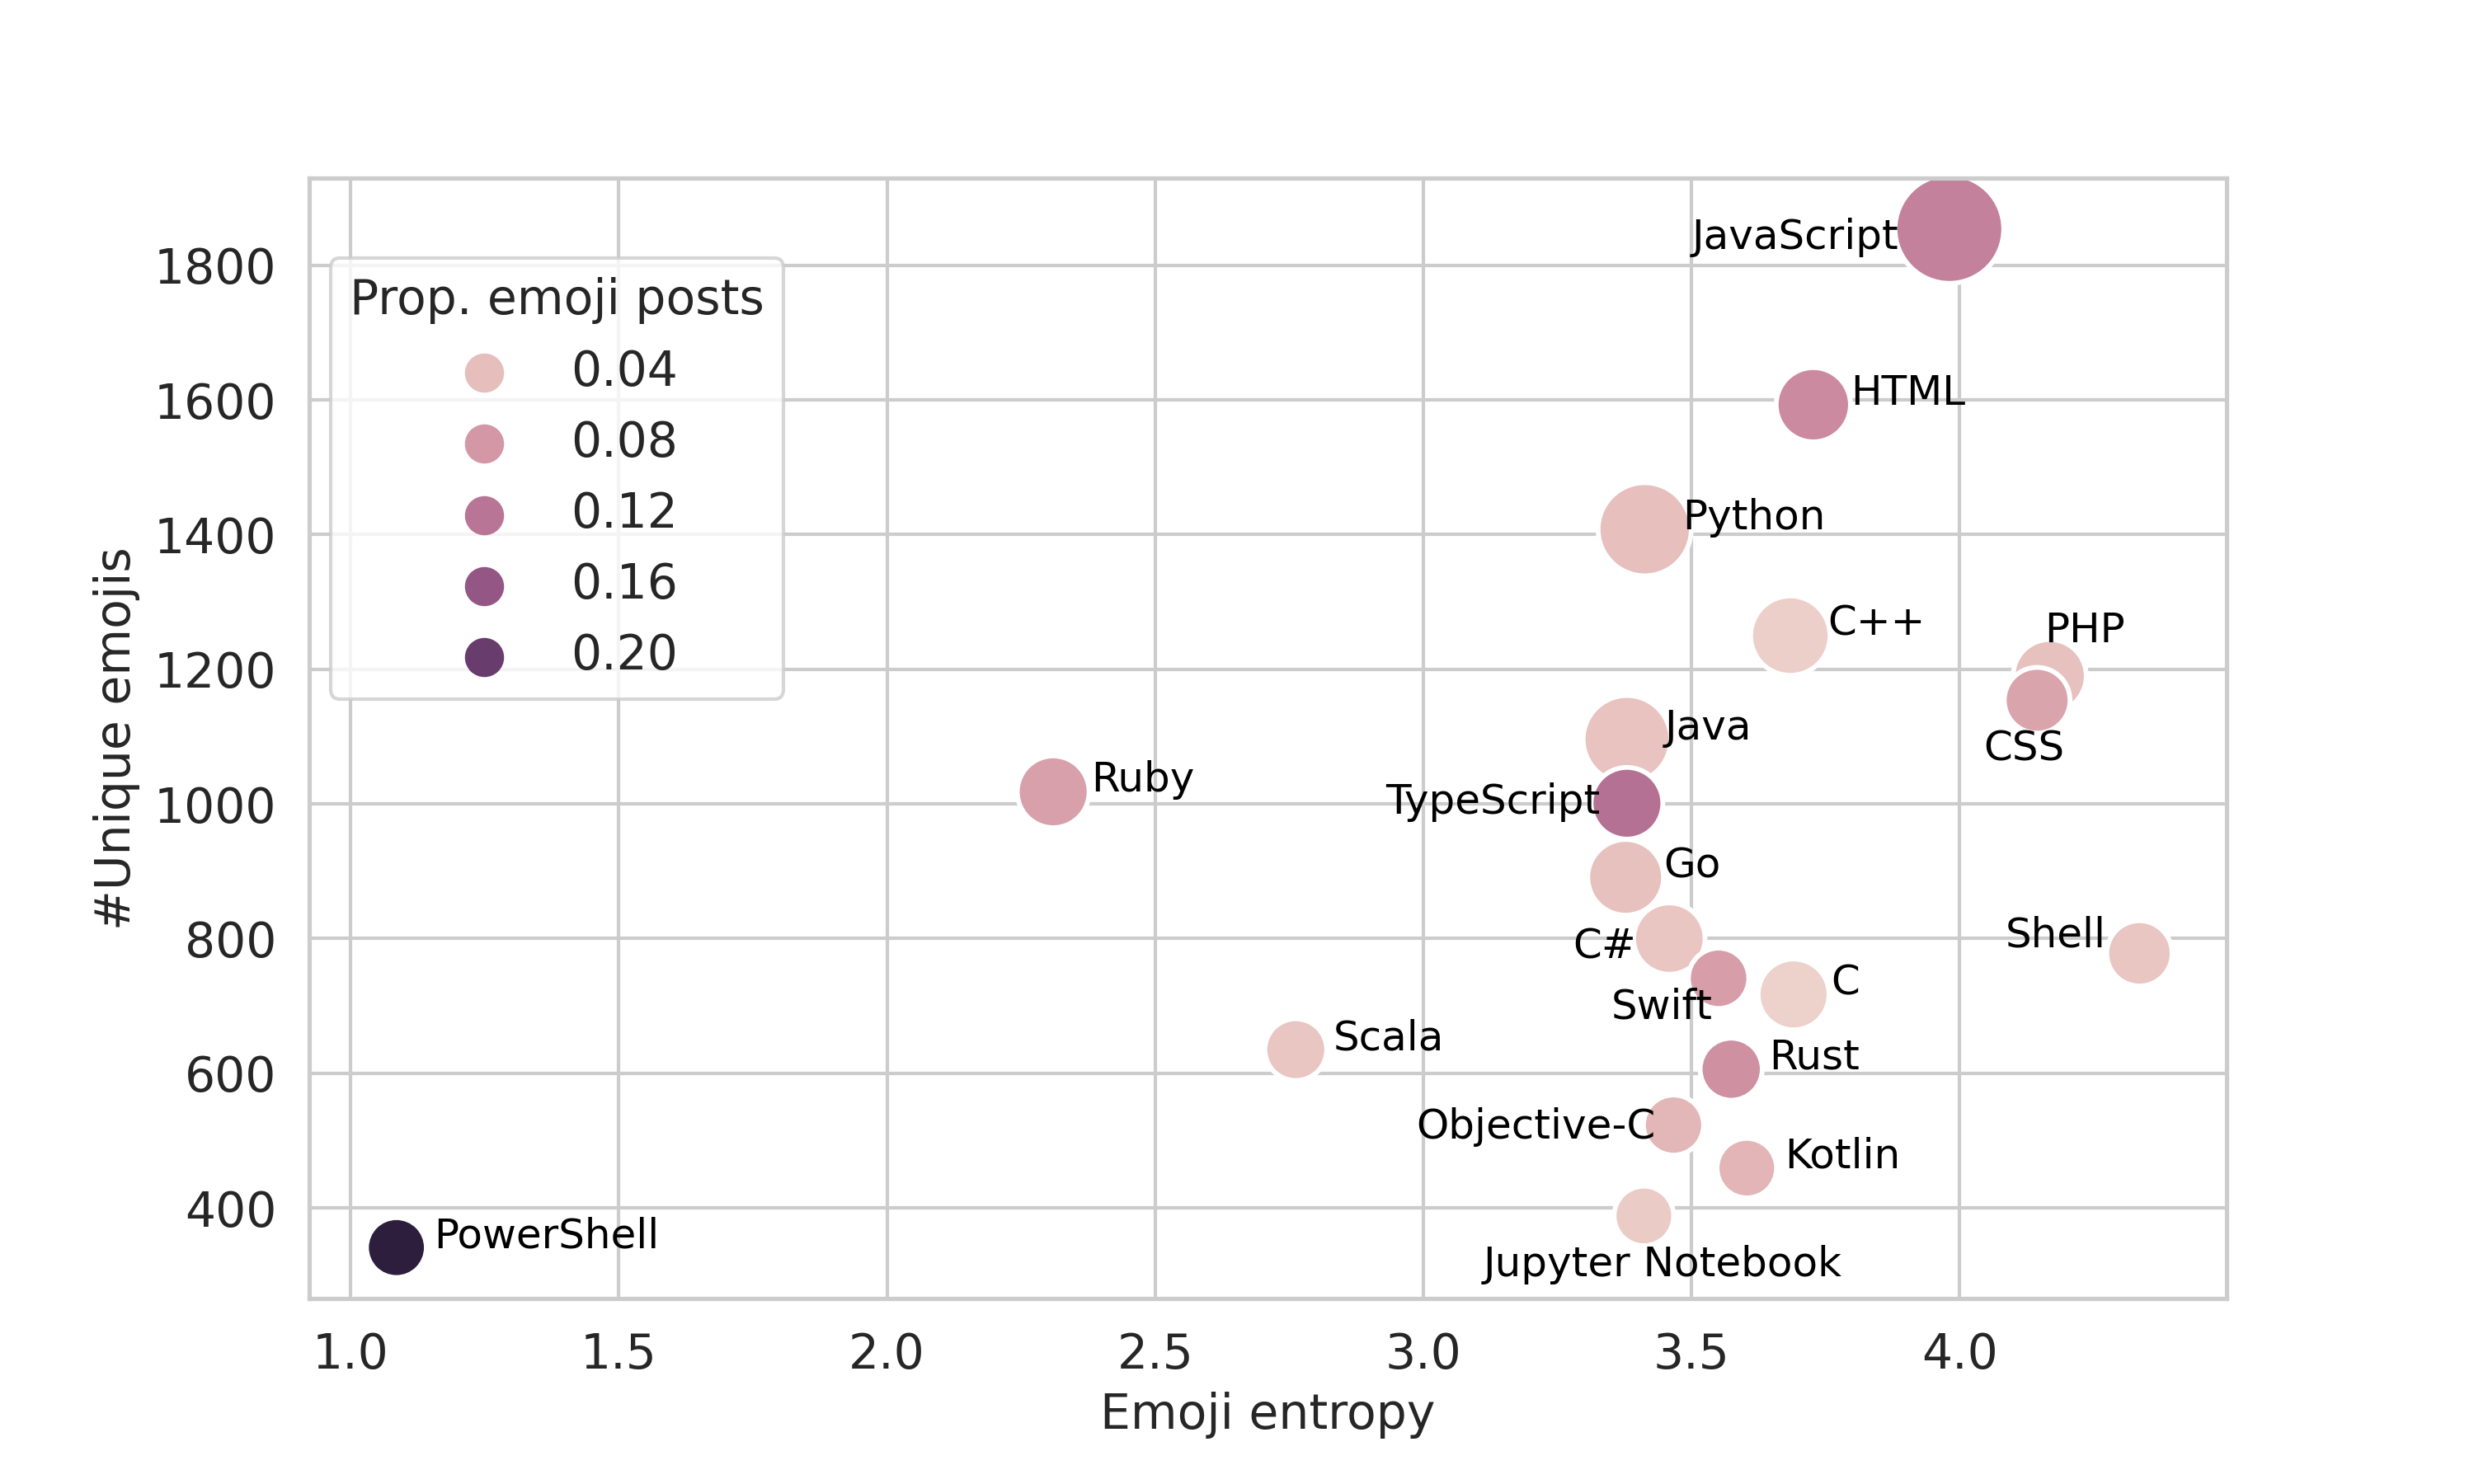 JavaScript
1800
Prop. emoji posts
0.04
HTML
1600
0.08
0.12
Python
1400
0.16
C++
PHP
0.20
1200
Java
CSS
Ruby
TypeScript
1000
#Unique emojis
Go
Shell
C#
800
C
Swift
Scala
Rust
600
Objective-C
Kotlin
400
PowerShell
Jupyter Notebook
1.0 1.5 2.0 2.5 3.0 3.5 4.0
Emoji entropy